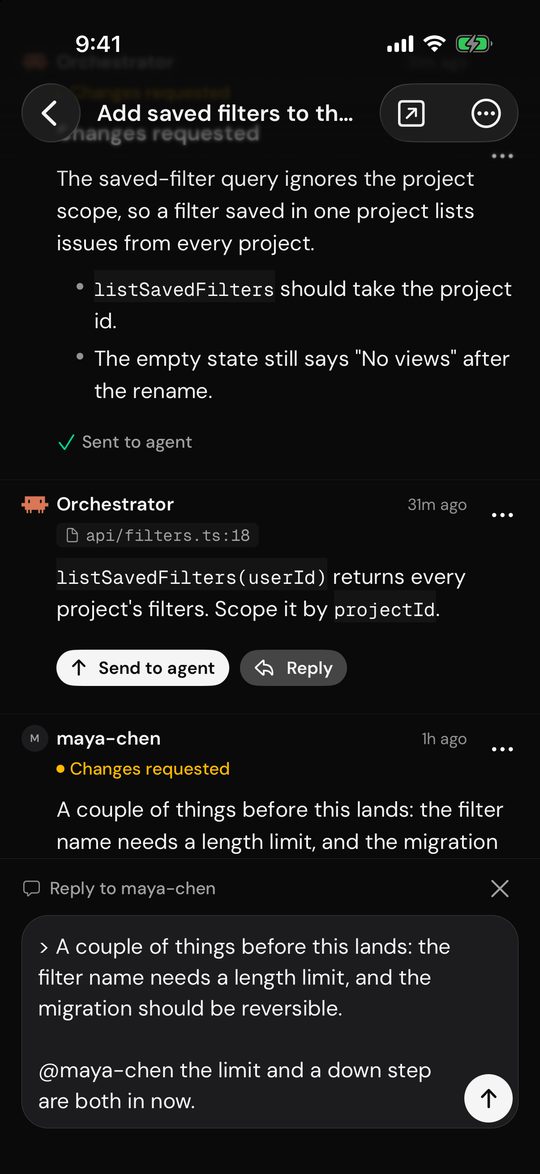 9:41
Orchestrator
Changes requested
Add saved filters to th...
Changes requested
The saved-filter query ignores the project
scope, so a filter saved in one project lists
issues from every project.
• listSavedFilters should take the project
id.
• The empty state still says "No views" after
the rename.
Sent to agent
Orchestrator
31m ago
api/filters.ts:18
listSavedFilters(userId) returns every
project's filters. Scope it by projectId.
Send to agent
Reply
M
maya-chen
1h ago
Changes requested
A couple of things before this lands: the filter
name needs a length limit, and the migration
Reply to maya-chen
> A couple of things before this lands: the
filter name needs a length limit, and the
migration should be reversible.
@maya-chen the limit and a down step
are both in now.